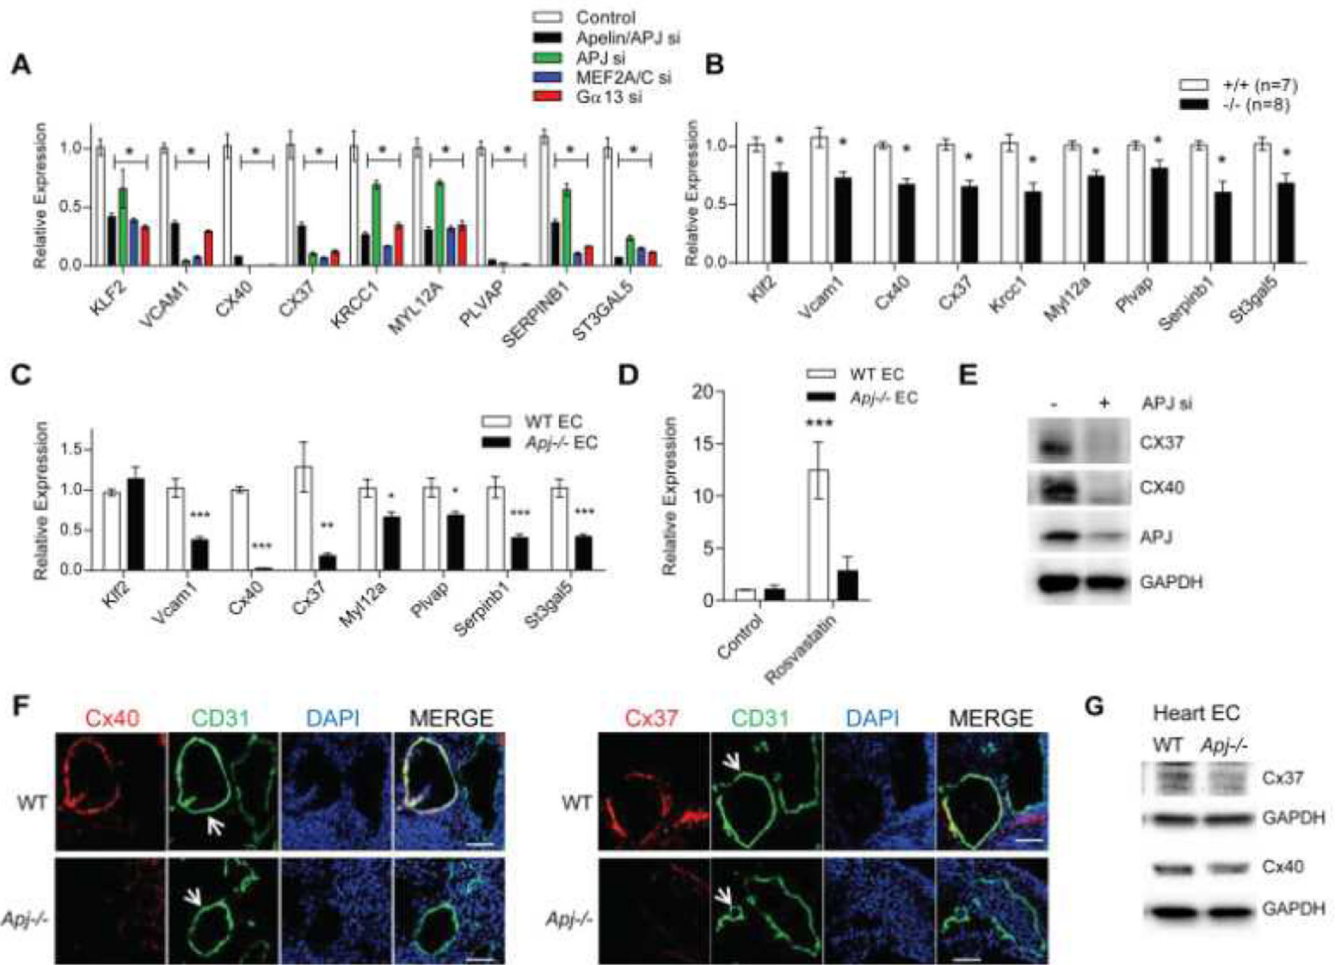 Control
Apelin/APJ si
APJ si
MEF2A/C si
Gα13 si
A
Relative Expression
1.0
0.5
0.0
* * * * * * * * *
KLF2 VCAM1 CX40 CX37 KRCC1 MYL12A PLVAP SERPINB1 ST3GAL5
B
+/+ (n=7)
-/- (n=8)
Relative Expression
1.0
0.5
0.0
* * * * * * * * *
Klf2 Vcam1 Cx40 Cx37 Krcc1 Myl12a Plvap Serpinb1 St3gal5
C
WT EC
Apj-/- EC
Relative Expression
1.5
1.0
0.5
0.0
*** *** ** * * *** ***
Klf2 Vcam1 Cx40 Cx37 Myl12a Plvap Serpinb1 St3gal5
D
WT EC
Apj-/- EC
Relative Expression
20
15
10
5
0
***
Control Rosvastatin
E
- + APJ si
CX37
CX40
APJ
GAPDH
F
Cx40 CD31 DAPI MERGE
WT
Apj-/-
Cx37 CD31 DAPI MERGE
WT
Apj-/-
G
Heart EC
WT Apj-/-
Cx37
GAPDH
Cx40
GAPDH